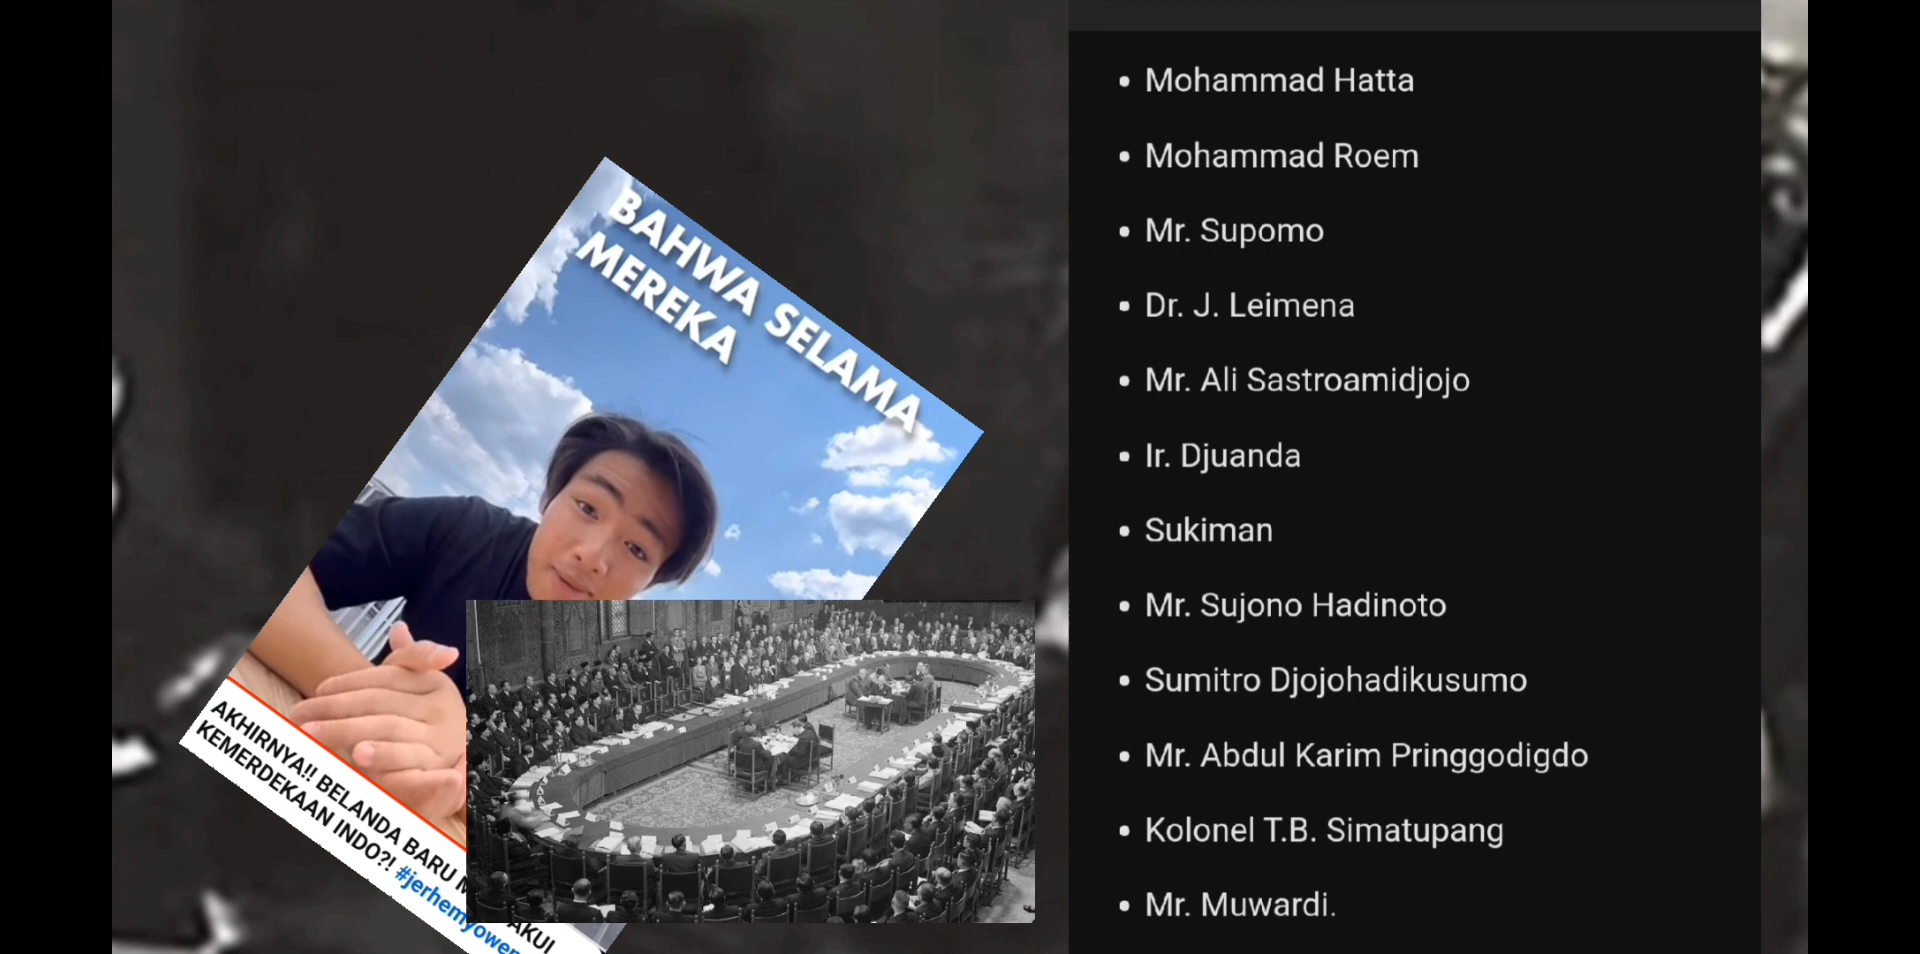 BAHWA SELAMA
MEREKA
AKHIRNYA!! BELANDA BARU
AKUI
KEMERDEKAAN INDO?! #jerhemyowen
• Mohammad Hatta
• Mohammad Roem
• Mr. Supomo
• Dr. J. Leimena
• Mr. Ali Sastroamidjojo
• Ir. Djuanda
• Sukiman
• Mr. Sujono Hadinoto
• Sumitro Djojohadikusumo
• Mr. Abdul Karim Pringgodigdo
• Kolonel T.B. Simatupang
• Mr. Muwardi.